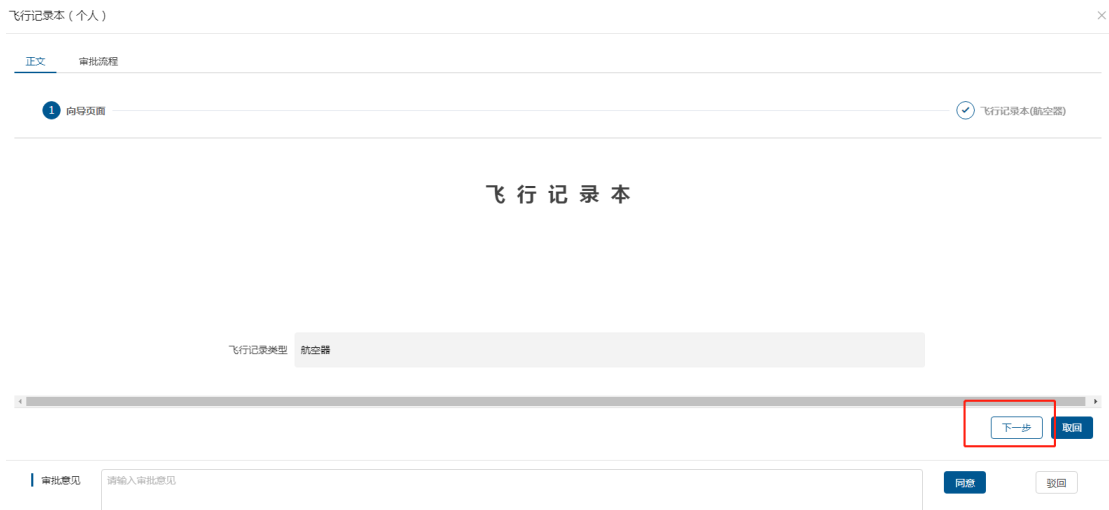 飞行记录本（个人）
正文 审批流程
1 向导页面 飞行记录本(航空器)
飞 行 记 录 本
飞行记录类型 航空器
下一步 取回
审批意见 请输入审批意见 同意 驳回